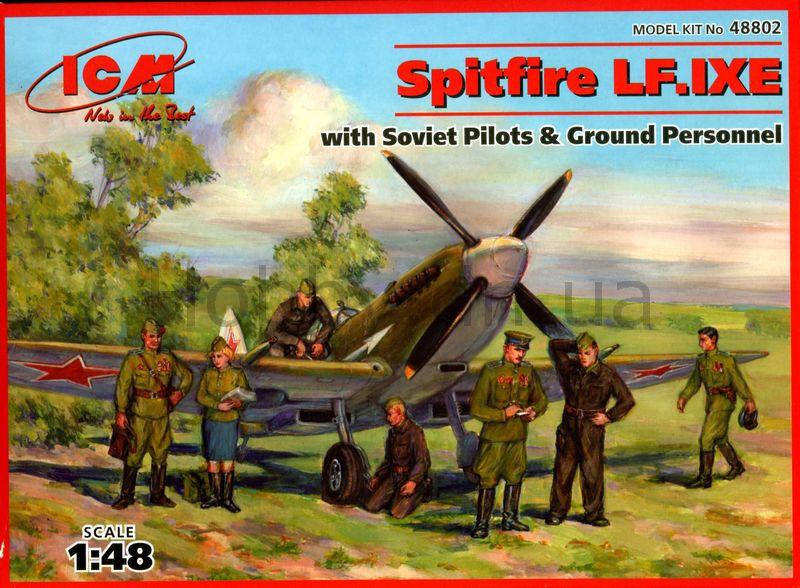 MODEL KIT No 48802
ICM
New in the Best
Spitfire LF.IXE
with Soviet Pilots & Ground Personnel
SCALE
1:48